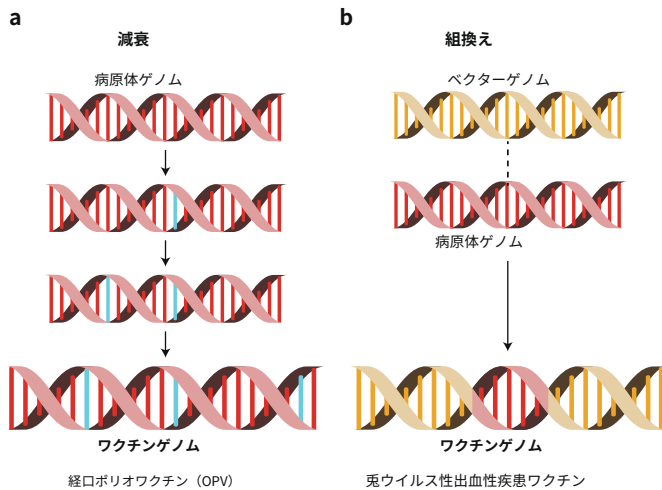 a
減衰
病原体ゲノム
ワクチンゲノム
経口ポリオワクチン（OPV）
b
組換え
ベクターゲノム
病原体ゲノム
ワクチンゲノム
兎ウイルス性出血性疾患ワクチン